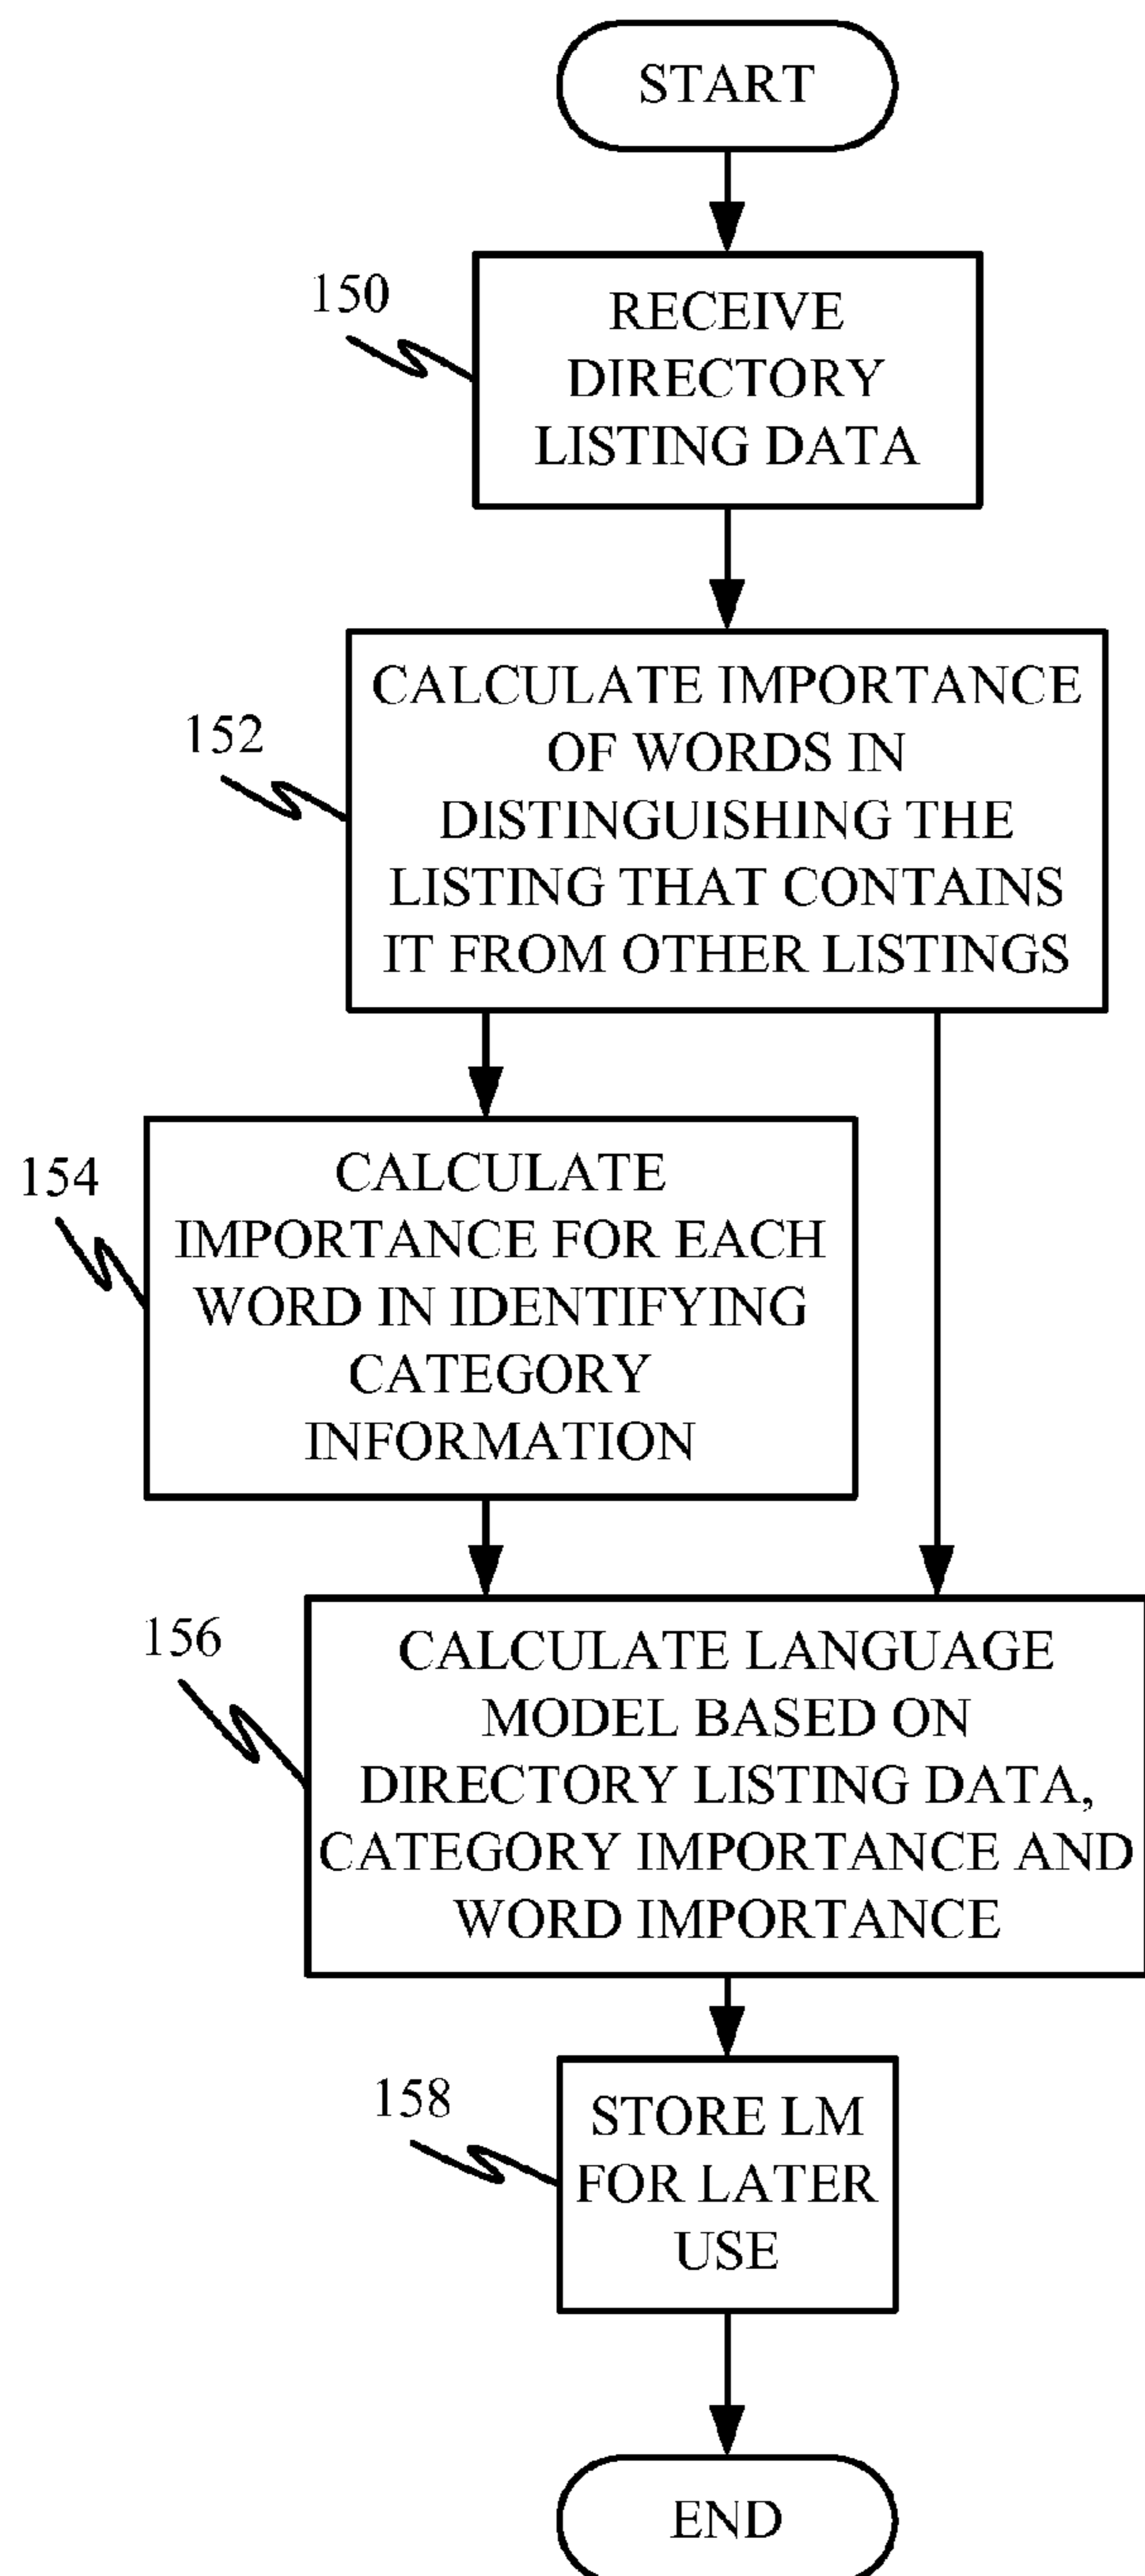 START
150
RECEIVE
DIRECTORY
LISTING DATA
152
CALCULATE IMPORTANCE
OF WORDS IN
DISTINGUISHING THE
LISTING THAT CONTAINS
IT FROM OTHER LISTINGS
154
CALCULATE
IMPORTANCE FOR EACH
WORD IN IDENTIFYING
CATEGORY
INFORMATION
156
CALCULATE LANGUAGE
MODEL BASED ON
DIRECTORY LISTING DATA,
CATEGORY IMPORTANCE AND
WORD IMPORTANCE
158
STORE LM
FOR LATER
USE
END